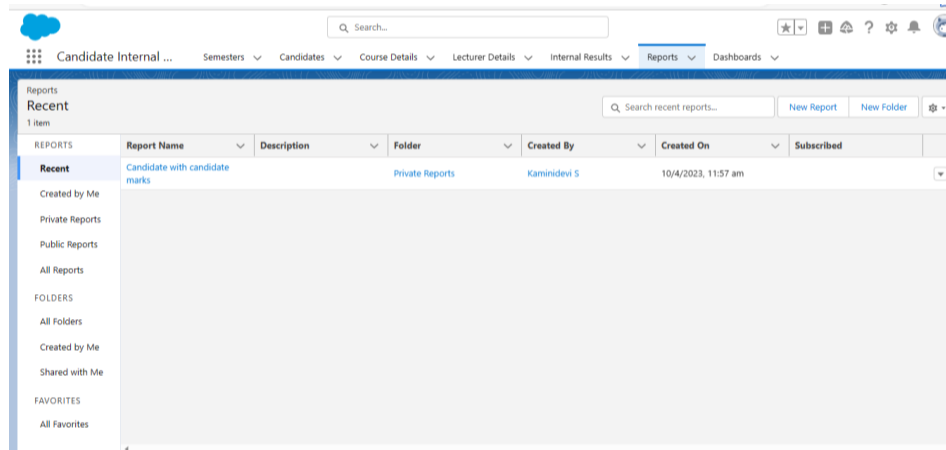 Search...
Candidate Internal ...
Semesters
Candidates
Course Details
Lecturer Details
Internal Results
Reports
Dashboards
Reports
Recent
1 item
Search recent reports...
New Report
New Folder
REPORTS
Recent
Created by Me
Private Reports
Public Reports
All Reports
FOLDERS
All Folders
Created by Me
Shared with Me
FAVORITES
All Favorites
Report Name
Description
Folder
Created By
Created On
Subscribed
Candidate with candidate
marks
Private Reports
Kaminidevi S
10/4/2023, 11:57 am